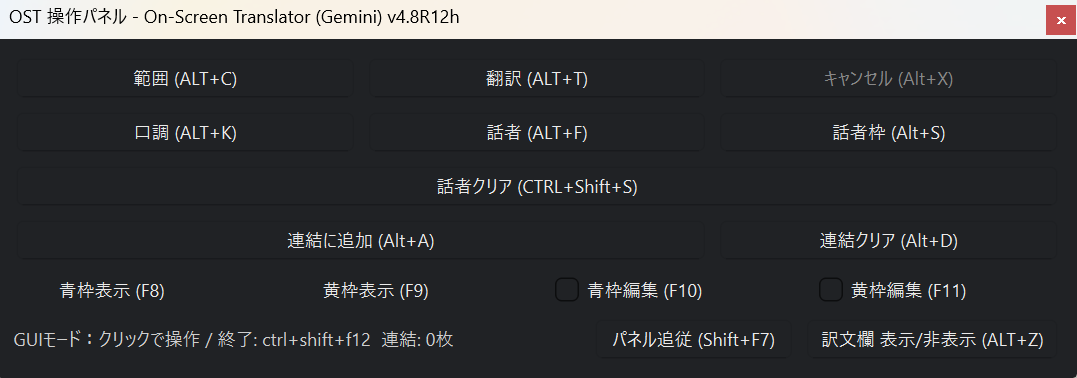 OST 操作パネル - On-Screen Translator (Gemini) v4.8R12h
範囲 (ALT+C) 翻訳 (ALT+T) キャンセル (Alt+X)
口調 (ALT+K) 話者 (ALT+F) 話者枠 (Alt+S)
話者クリア (CTRL+Shift+S)
連結に追加 (Alt+A) 連結クリア (Alt+D)
青枠表示 (F8) 黄枠表示 (F9) 青枠編集 (F10) 黄枠編集 (F11)
GUIモード：クリックで操作 / 終了: ctrl+shift+f12 連結: 0枚 パネル追従 (Shift+F7) 訳文欄 表示/非表示 (ALT+Z)